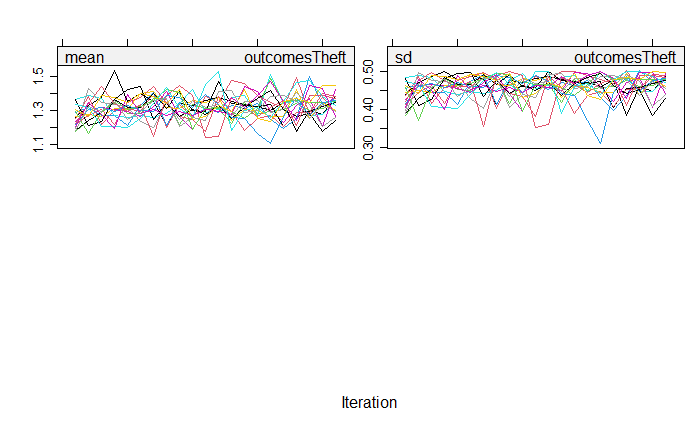 mean outcomesTheft
sd outcomesTheft
1.1 1.3 1.5
0.30 0.40 0.50
Iteration